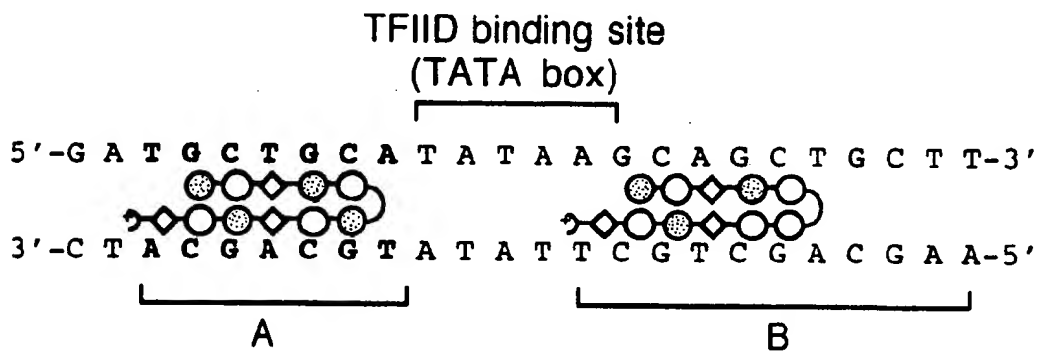 TFIID binding site
(TATA box)
5'-G A T G C T G C A T A T A A G C A G C T G C T T-3'
3'-C T A C G A C G T A T A T T C G T C G A C G A A-5'
A B